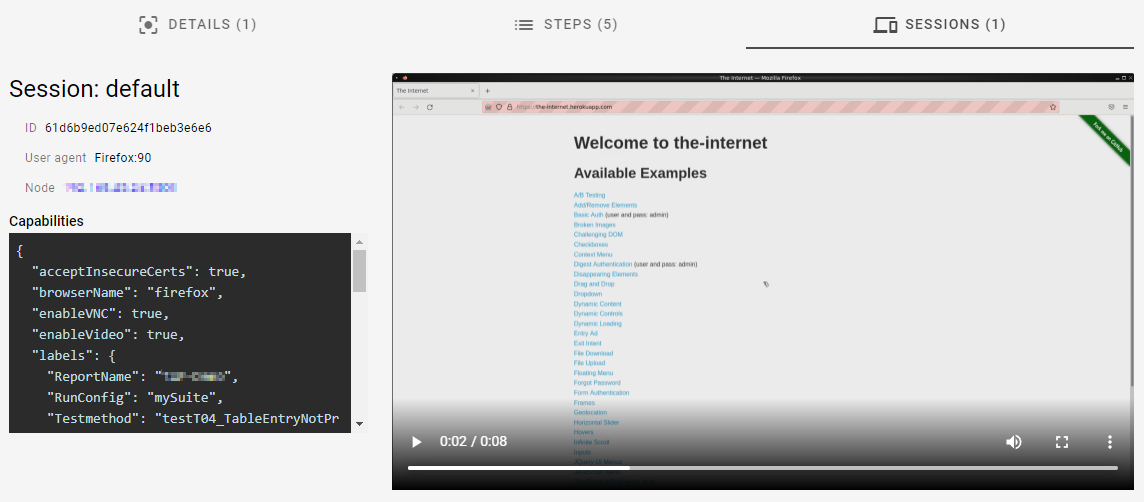 DETAILS (1)
STEPS (5)
SESSIONS (1)
Session: default
ID 61d6b9ed07e624f1beb3e6e6
User agent Firefox:90
Node
Capabilities
{
"acceptInsecureCerts": true,
"browserName": "firefox",
"enableVNC": true,
"enableVideo": true,
"labels": {
"ReportName": "
",
"RunConfig": "mySuite",
"Testmethod": "testT04_TableEntryNotPr
The Internet — Mozilla Firefox
The Internet
https://the-internet.herokuapp.com
Fork me on GitHub
Welcome to the-internet
Available Examples
A/B Testing
Add/Remove Elements
Basic Auth (user and pass: admin)
Broken Images
Challenging DOM
Checkboxes
Context Menu
Digest Authentication (user and pass: admin)
Disappearing Elements
Drag and Drop
Dropdown
Dynamic Content
Dynamic Controls
Dynamic Loading
Entry Ad
Exit Intent
File Download
File Upload
Floating Menu
Forgot Password
Form Authentication
Frames
Geolocation
Horizontal Slider
Hovers
Infinite Scroll
Inputs
JQuery UI Menus
0:02 / 0:08